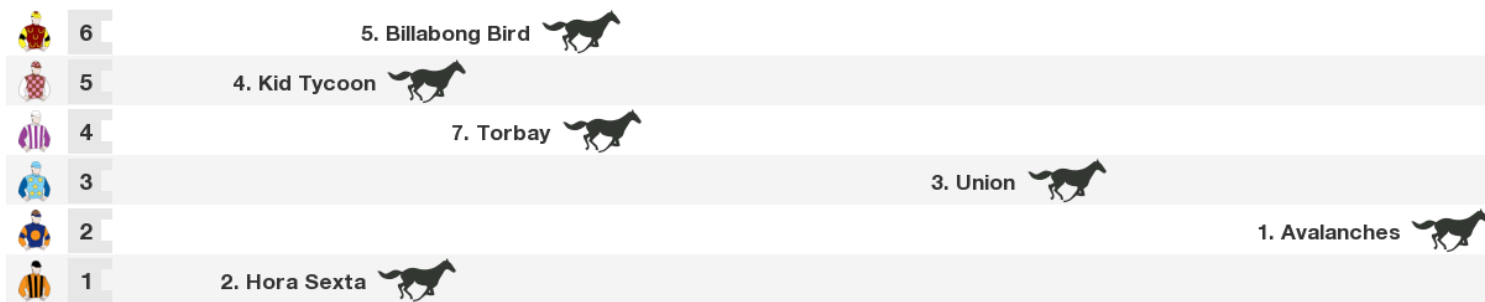 6 5. Billabong Bird
5 4. Kid Tycoon
4 7. Torbay
3 3. Union
2 1. Avalanches
1 2. Hora Sexta